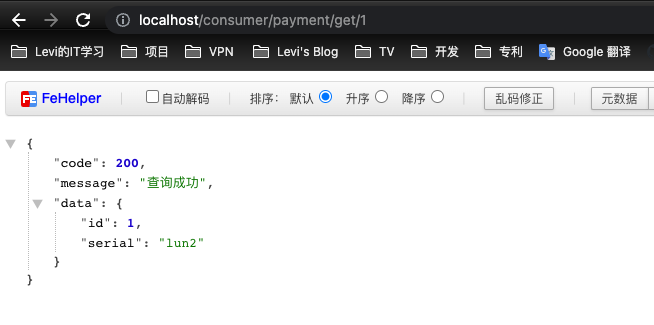 localhost/consumer/payment/get/1
Levi的IT学习 项目 VPN Levi's Blog TV 开发 专利 Google 翻译
FE FeHelper 自动解码 排序: 默认 升序 降序 乱码修正 元数据
{
"code": 200,
"message": "查询成功",
"data": {
"id": 1,
"serial": "lun2"
}
}